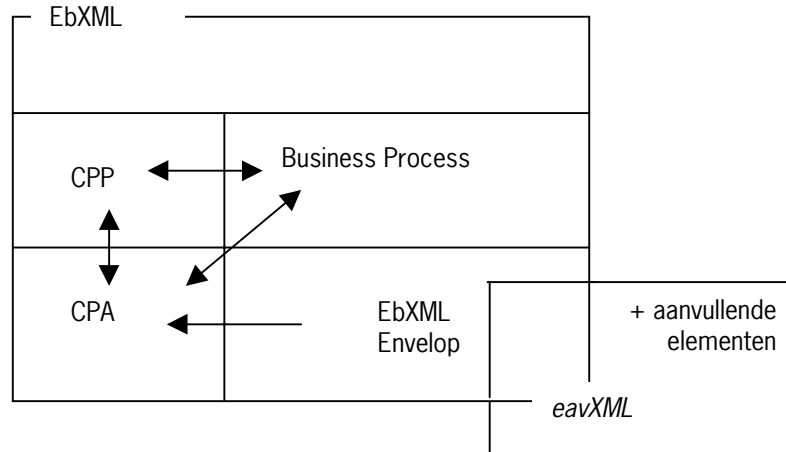 EbXML
Business Process
CPP
CPA
EbXML
Envelop
+ aanvullende
elementen
eavXML